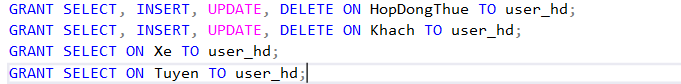 GRANT SELECT, INSERT, UPDATE, DELETE ON HopDongThue TO user_hd;
GRANT SELECT, INSERT, UPDATE, DELETE ON Khach TO user_hd;
GRANT SELECT ON Xe TO user_hd;
GRANT SELECT ON Tuyen TO user_hd;